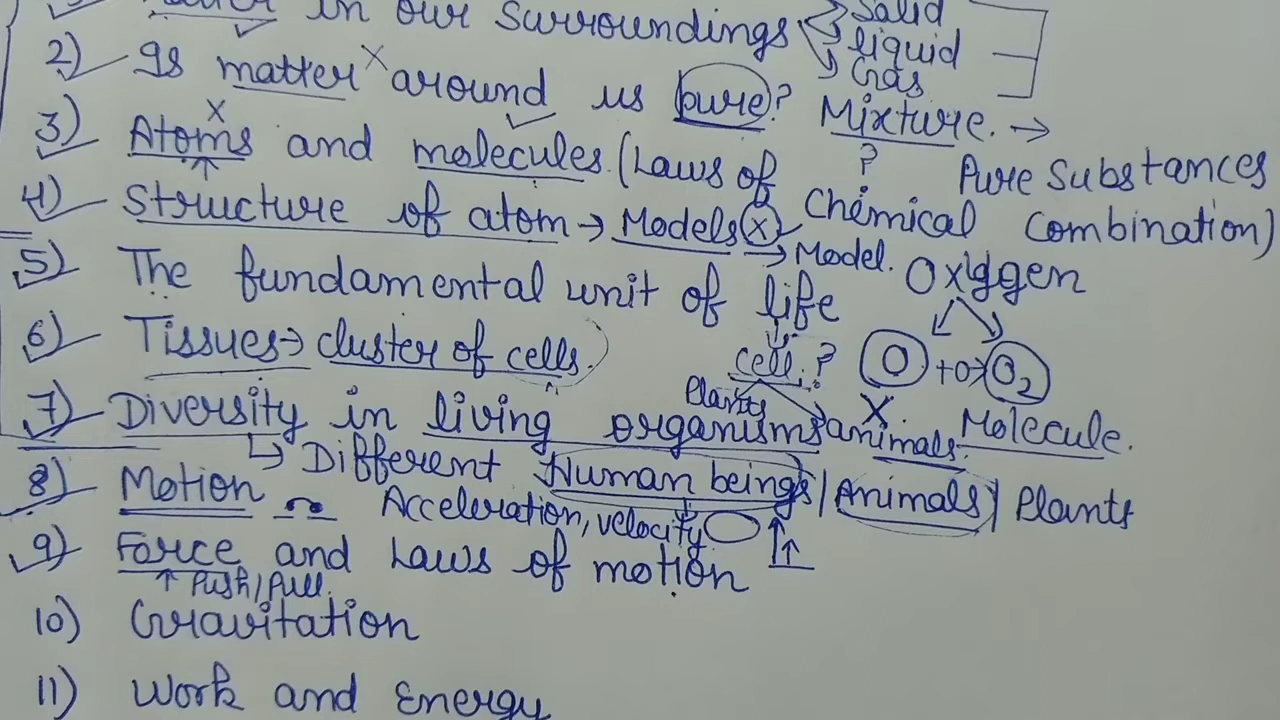 in our surroundings
Solid
liquid
Gas
2) Is matter around us pure? Mixture. →
?
Pure Substances
3) Atoms and molecules. (Laws of
Chemical Combination)
4) Structure of atom → Models
→ Model.
5) The fundamental unit of life
cell. ?
Plants
animals.
Oxyggen
O + O → O2
Molecule.
6) Tissues → cluster of cells.
7) Diversity in living organisms
Different Human beings / Animals / Plants
8) Motion Acceleration, velocity
9) Force and Laws of motion
↑ Push/Pull.
10) Gravitation
11) Work and Energy